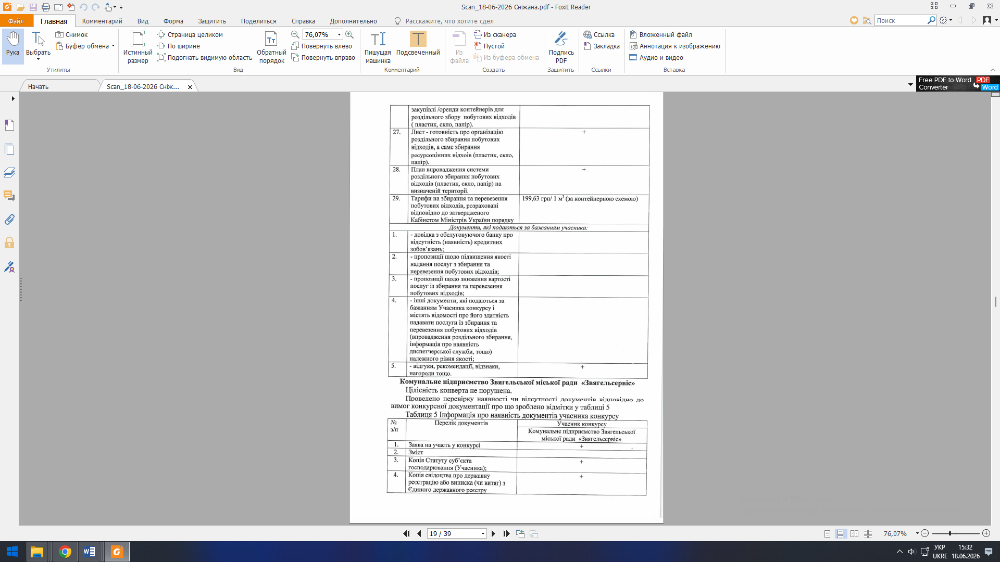 Scan_18-06-2026 Сніжана.pdf - Foxit Reader
Файл
Главная
Комментарий
Вид
Форма
Защитить
Поделиться
Справка
Дополнительно
Расскажите, что хотите сдел
Поиск
Рука
Выбрать
Снимок
Буфер обмена
Утилиты
Истинный размер
Страница целиком
По ширине
Подогнать видимую область
Обратный порядок
76,07%
Повернуть влево
Повернуть вправо
Вид
Пишущая машинка
Подсвеченный
Комментарий
Из файла
Из сканера
Пустой
Из буфера обмена
Создать
Подпись PDF
Защитить
Ссылка
Закладка
Ссылки
Вложенный файл
Аннотация к изображению
Аудио и видео
Вставка
Начать
Scan_18-06-2026 Сніж...
Free PDF to Word
Converter
PDF
Word
закупівлі /оренди контейнерів для
роздільного збору побутових відходів
( пластик, скло, папір).
27. Лист - готовність про організацію +
роздільного збирання побутових
відходів, а саме збирання
ресурсоцінних відхоів (пластик, скло,
папір).
28. План впровадження системи +
роздільного збирання побутових
відходів (пластик, скло, папір) на
визначеній території.
29. Тарифи на збирання та перевезення 199,63 грн/ 1 м³ (за контейнерною схемою)
побутових відходів, розраховані
відповідно до затвердженого
Кабінетом Міністрів України порядку
Документи, які подаються за бажанням учасника:
1. - довідка з обслуговуючого банку про
відсутність (наявність) кредитних
зобов’язань;
2. - пропозиції щодо підвищення якості
надання послуг з збирання та
перевезення побутових відходів;
3. - пропозиції щодо зниження вартості
послуг із збирання та перевезення
побутових відходів;
4. - інші документи, які подаються за
бажанням Учасника конкурсу і
містять відомості про його здатність
надавати послуги із збирання та
перевезення побутових відходів
(впровадження роздільного збирання,
інформація про наявність
диспетчерської служби, тощо)
належного рівня якості;
5. - відгуки, рекомендації, відзнаки, +
нагороди тощо.
Комунальне підприємство Звягельської міської ради «Звягельсервіс»
Цілісність конверта не порушена.
Проведено перевірку наявності чи відсутності документів відповідно до
вимог конкурсної документації про що зроблено відмітки у таблиці 5
Таблиця 5 Інформація про наявність документів учасника конкурсу
№ з/п
Перелік документів
Учасник конкурсу
Комунальне підприємство Звягельської
міської ради «Звягельсервіс»
1. Заява на участь у конкурсі +
2. Зміст
3. Копія Статуту суб’єкта +
господарювання (Учасника);
4. Копія свідоцтва про державну +
реєстрацію або виписка (чи витяг) з
Єдиного державного реєстру
19 / 39
76,07%
УКР
UKRE
15:32
18.06.2026